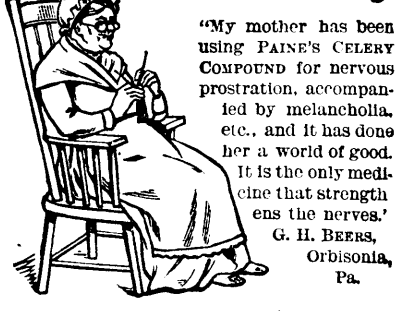 “My mother has been
using PAINE'S CELERY
COMPOUND for nervous
prostration, accompan-
ied by melancholia,
etc., and it has done
her a world of good.
It is the only medi-
cine that strength
ens the nerves.'
G. H. BEERS,
Orbisonia,
Pa.